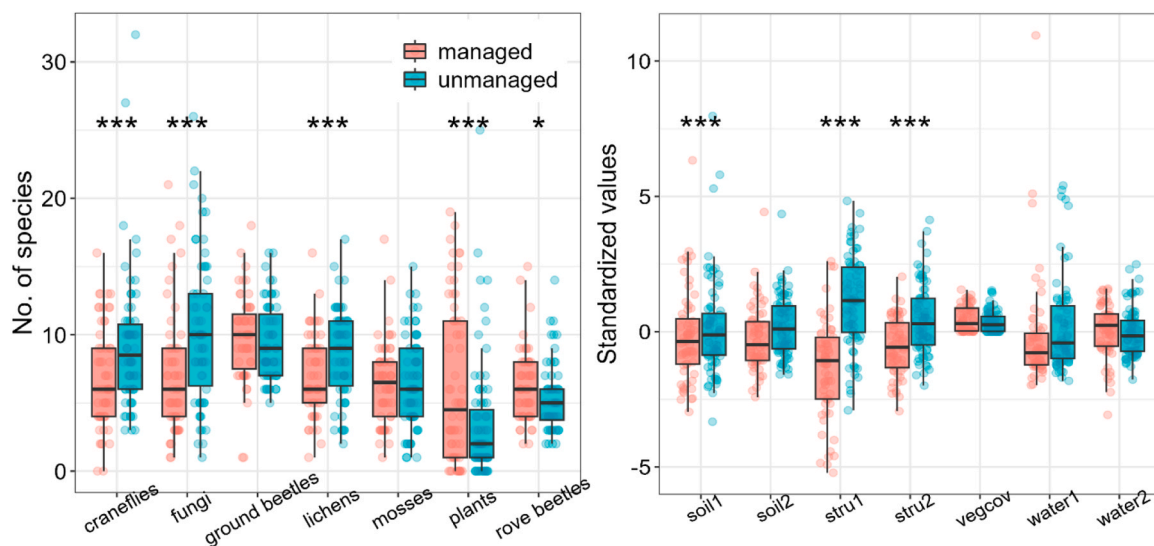 No. of species
30
20
10
0
managed
unmanaged
*** *** *** *** *
craneflies fungi ground beetles lichens mosses plants rove beetles
Standardized values
10
5
0
-5
*** *** ***
soil1 soil2 stru1 stru2 vegcov water1 water2